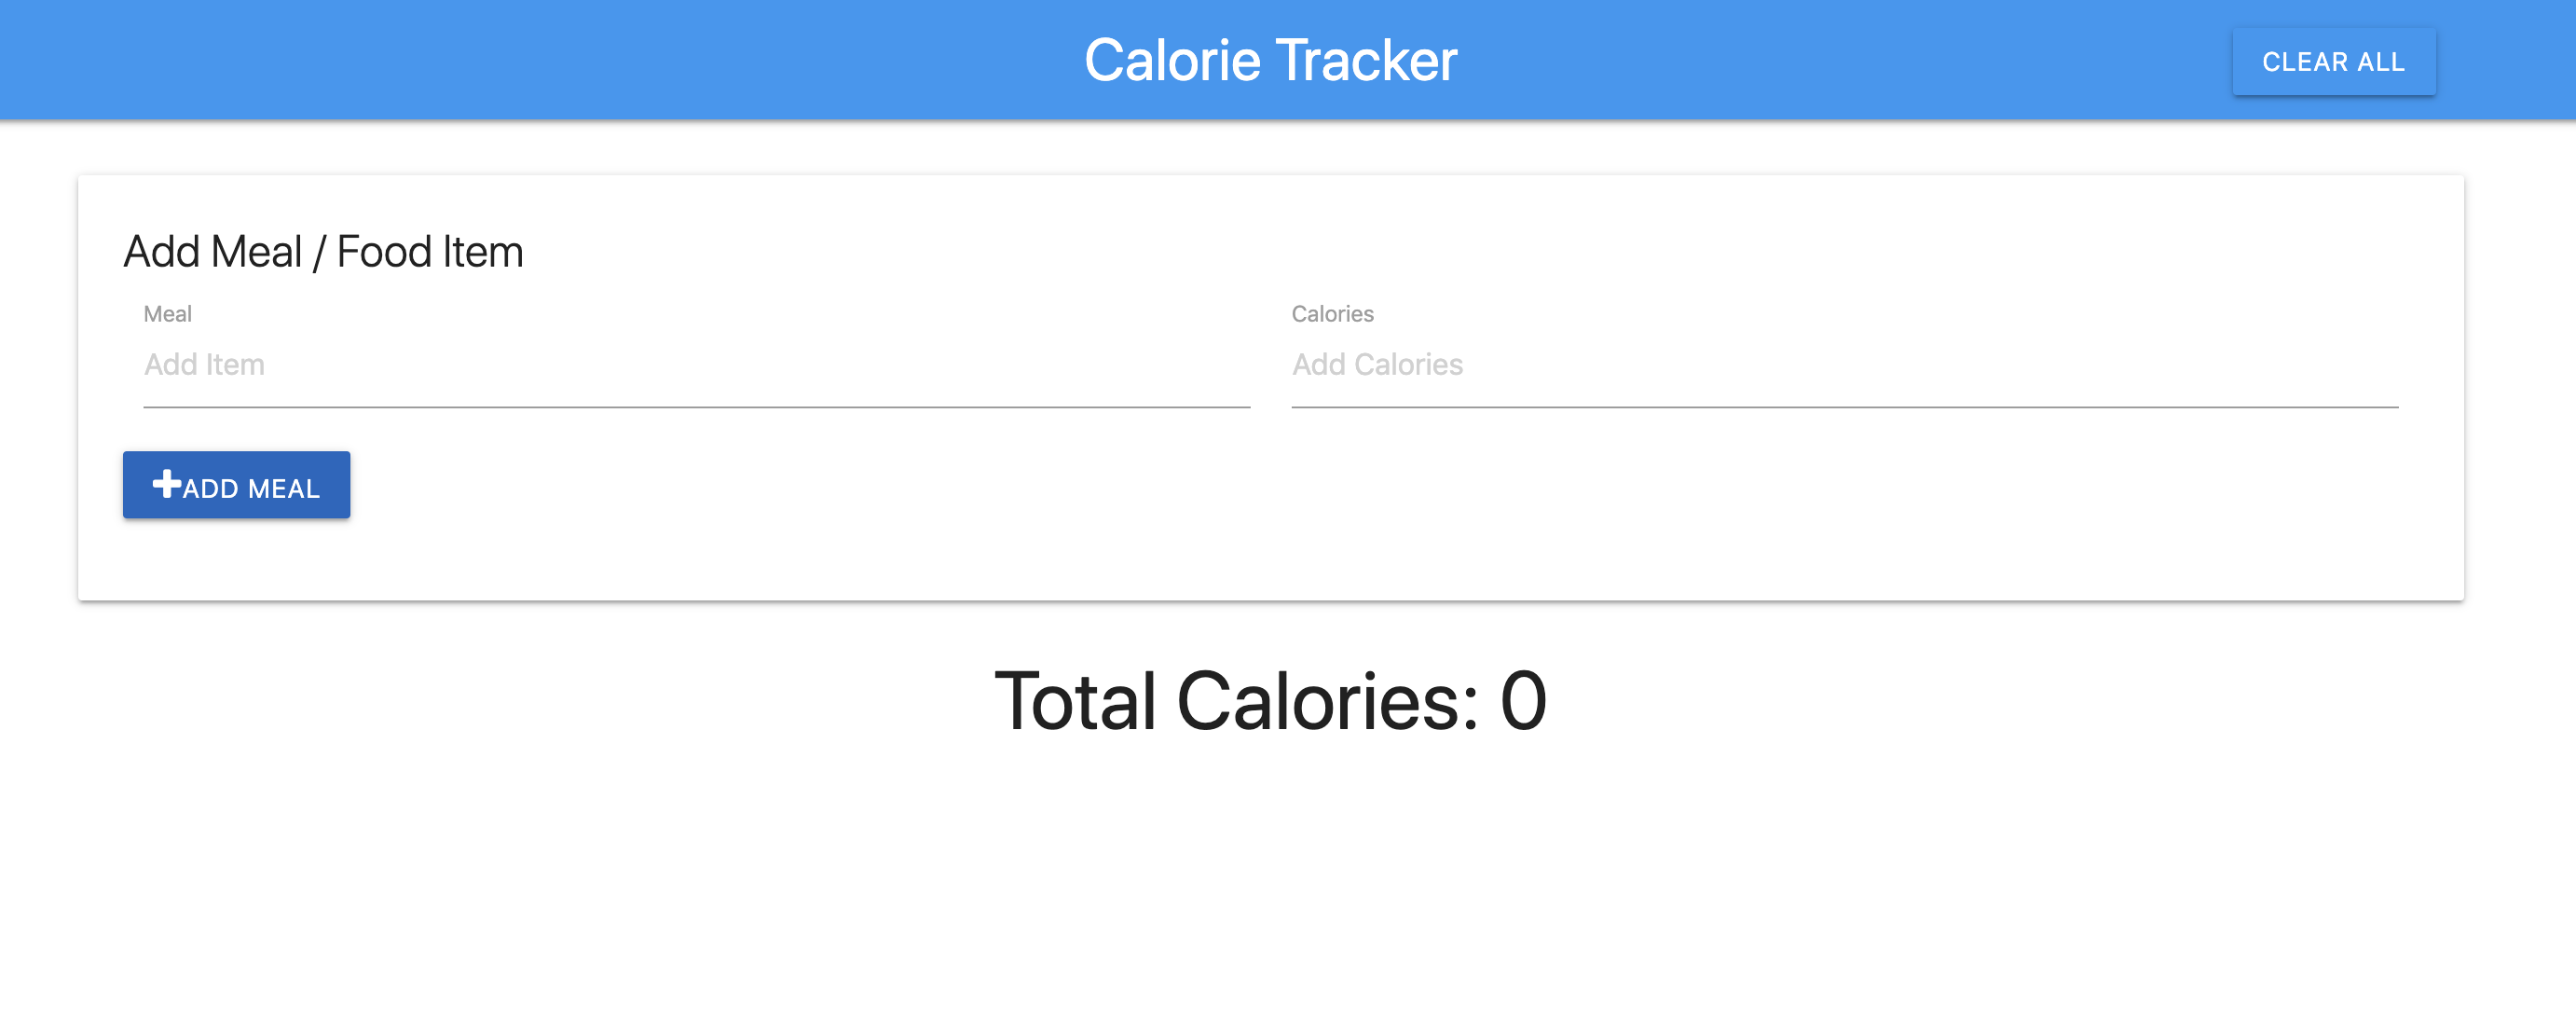 Calorie Tracker
CLEAR ALL
Add Meal / Food Item
Meal
Calories
Add Item
Add Calories
ADD MEAL
Total Calories: 0